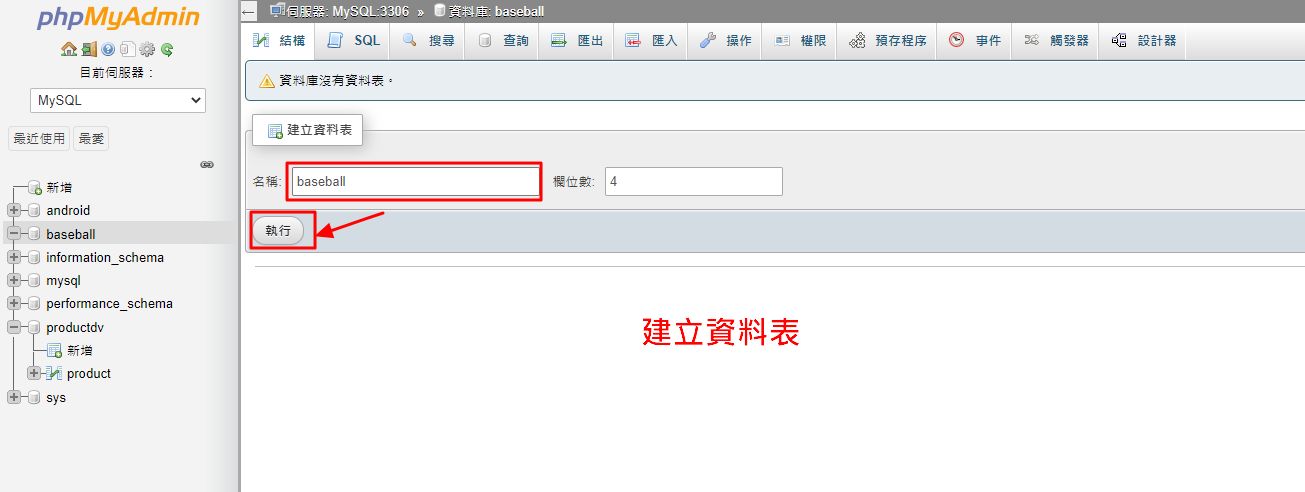 phpMyAdmin
目前伺服器：
MySQL
最近使用 最愛
新增
android
baseball
information_schema
mysql
performance_schema
productdv
新增
product
sys
伺服器: MySQL:3306 » 資料庫: baseball
結構 SQL 搜尋 查詢 匯出 匯入 操作 權限 預存程序 事件 觸發器 設計器
資料庫沒有資料表。
建立資料表
名稱: baseball 欄位數: 4
執行
建立資料表